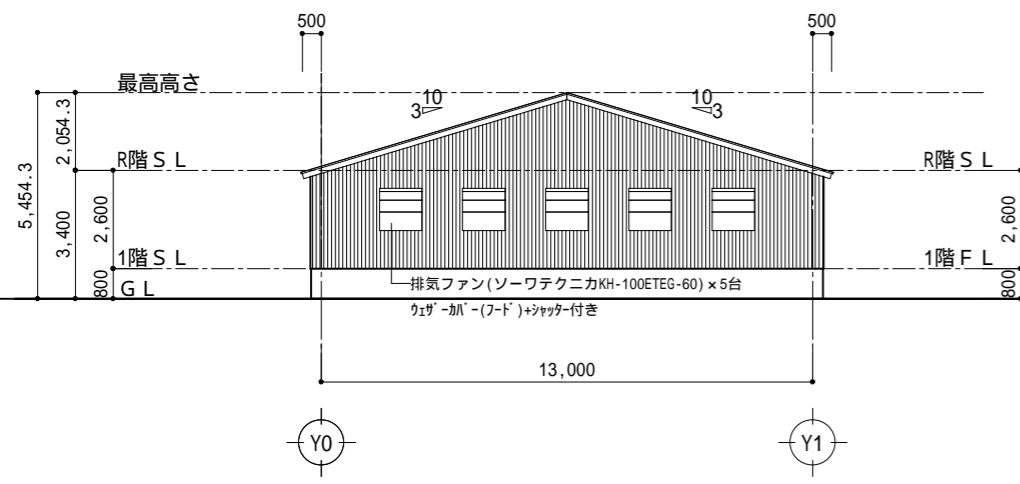 500
500
最高高さ
10
3
10
3
2,054.3
5,454.3
R階ＳＬ
R階ＳＬ
3,400
2,600
2,600
1階ＳＬ
1階ＦＬ
800
ＧＬ
800
排気ファン(ソーワテクニカKH-100ETEG-60)×5台
ｳｪｻﾞｰｶﾊﾞｰ(ﾌｰﾄﾞ)+ｼｬｯﾀｰ付き
13,000
Y0
Y1